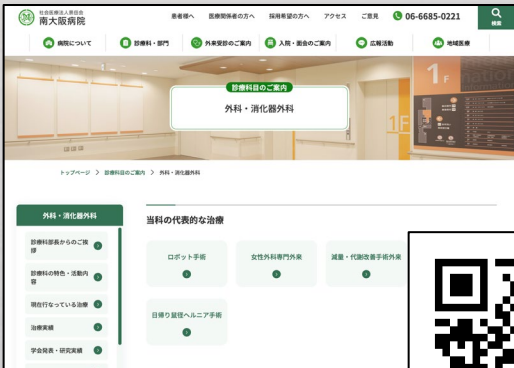 社会医療法人景岳会
南大阪病院
患者様へ 医療関係者の方へ 採用希望の方へ アクセス ご意見 06-6685-0221
検索
病院について 診療科・部門 外来受診のご案内 入院・面会のご案内 広報活動 地域医療
診療科目のご案内
外科・消化器外科
1F
1F
トップページ > 診療科目のご案内 > 外科・消化器外科
外科・消化器外科
診療科部長からのご挨
拶
診療科の特色・活動内
容
現在行なっている治療
治療実績
学会発表・研究実績
当科の代表的な治療
ロボット手術 女性外科専門外来 減量・代謝改善手術外来
日帰り鼠径ヘルニア手術